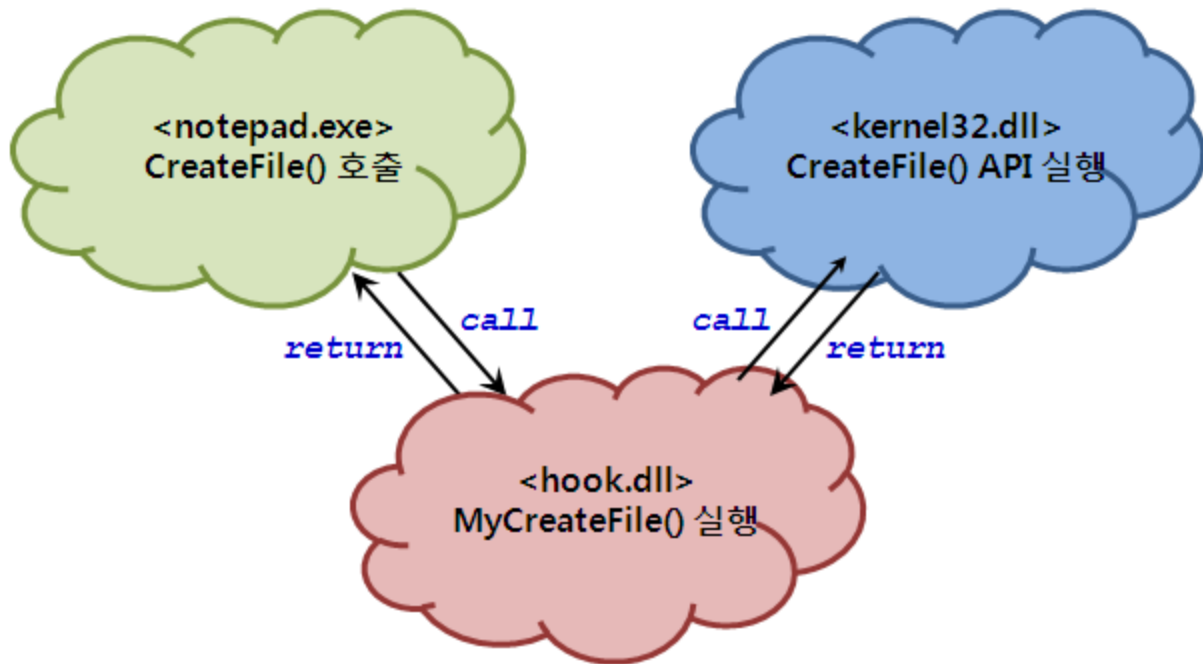 <notepad.exe>
CreateFile() 호출
<kernel32.dll>
CreateFile() API 실행
call
return
call
return
<hook.dll>
MyCreateFile() 실행